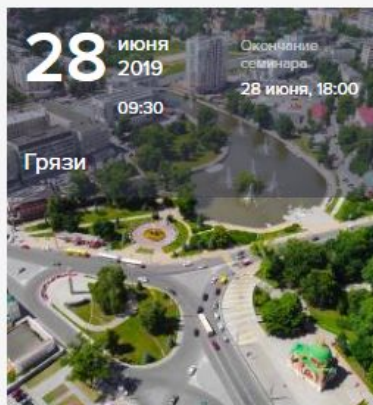 28 июня
2019
09:30
Окончание
семинара
28 июня, 18:00
Грязи